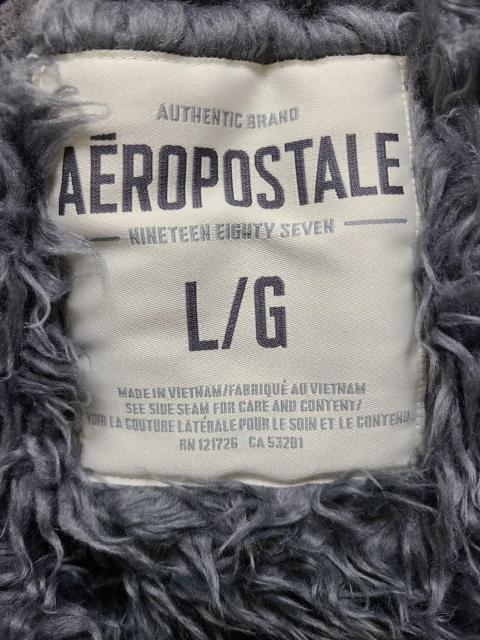 AUTHENTIC BRAND
AĒROPOSTALE
NINETEEN EIGHTY SEVEN
L/G
MADE IN VIETNAM/FABRIQUÉ AU VIETNAM
SEE SIDE SEAM FOR CARE AND CONTENT/
VOIR LA COUTURE LATÉRALE POUR LE SOIN ET LE CONTENU
RN 121726 CA 53201